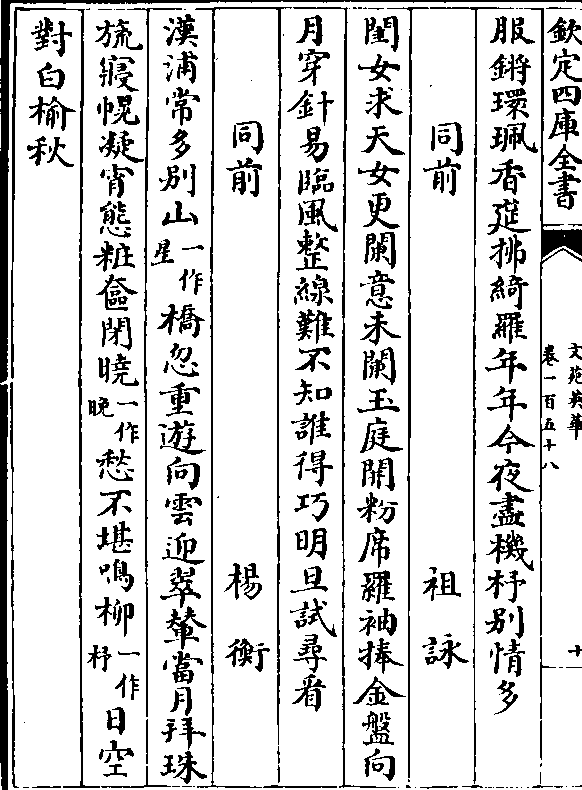 欽定四庫全書
文苑英華
卷一百五十八
十
服鏘環珮香筵拂綺羅年年今夜盡機杼別情多
同前 祖詠
閨女求天女更闌意未闌玉庭開粉席羅袖捧金盤向
月穿針易臨風整線難不知誰得巧明旦試尋看
同前 楊衡
漢浦常多别山一作星橋忽重遊向雲迎翠輦當月拜珠
旒寢幌凝宵態粧奩閉曉一作晚愁不堪鳴柳一作杼日空
對白榆秋